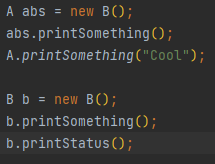 A abs = new B();
abs.printSomething();
A.printSomething("Cool");
B b = new B();
b.printSomething();
b.printStatus();